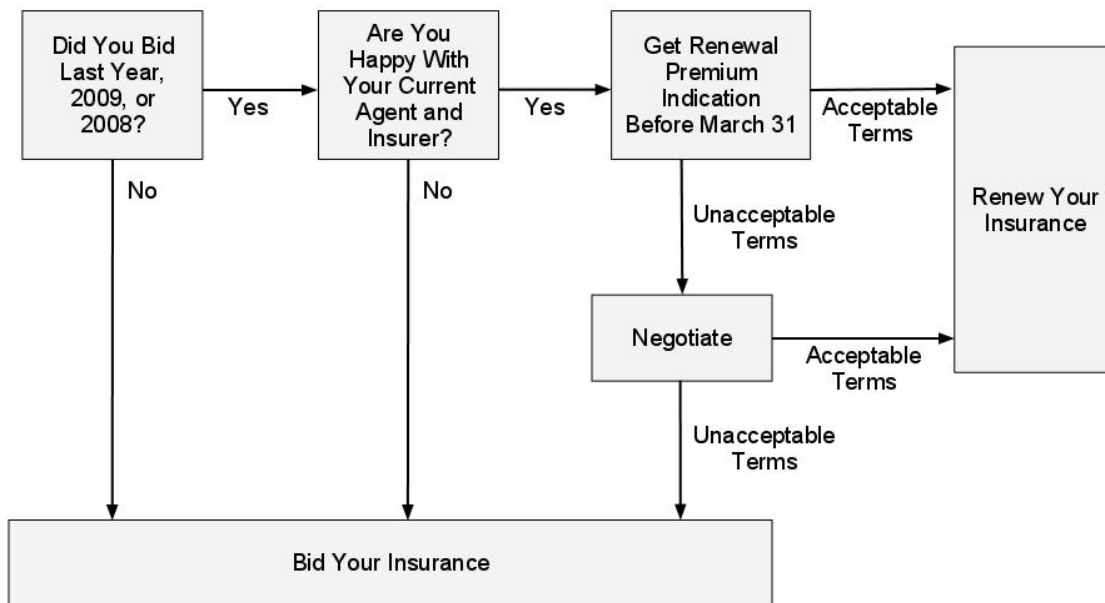 Did You Bid
Last Year,
2009, or
2008?
Yes
Are You
Happy With
Your Current
Agent and
Insurer?
Yes
Get Renewal
Premium
Indication
Before March 31
Acceptable
Terms
No
No
Unacceptable
Terms
Renew Your
Insurance
Negotiate
Acceptable
Terms
Unacceptable
Terms
Bid Your Insurance